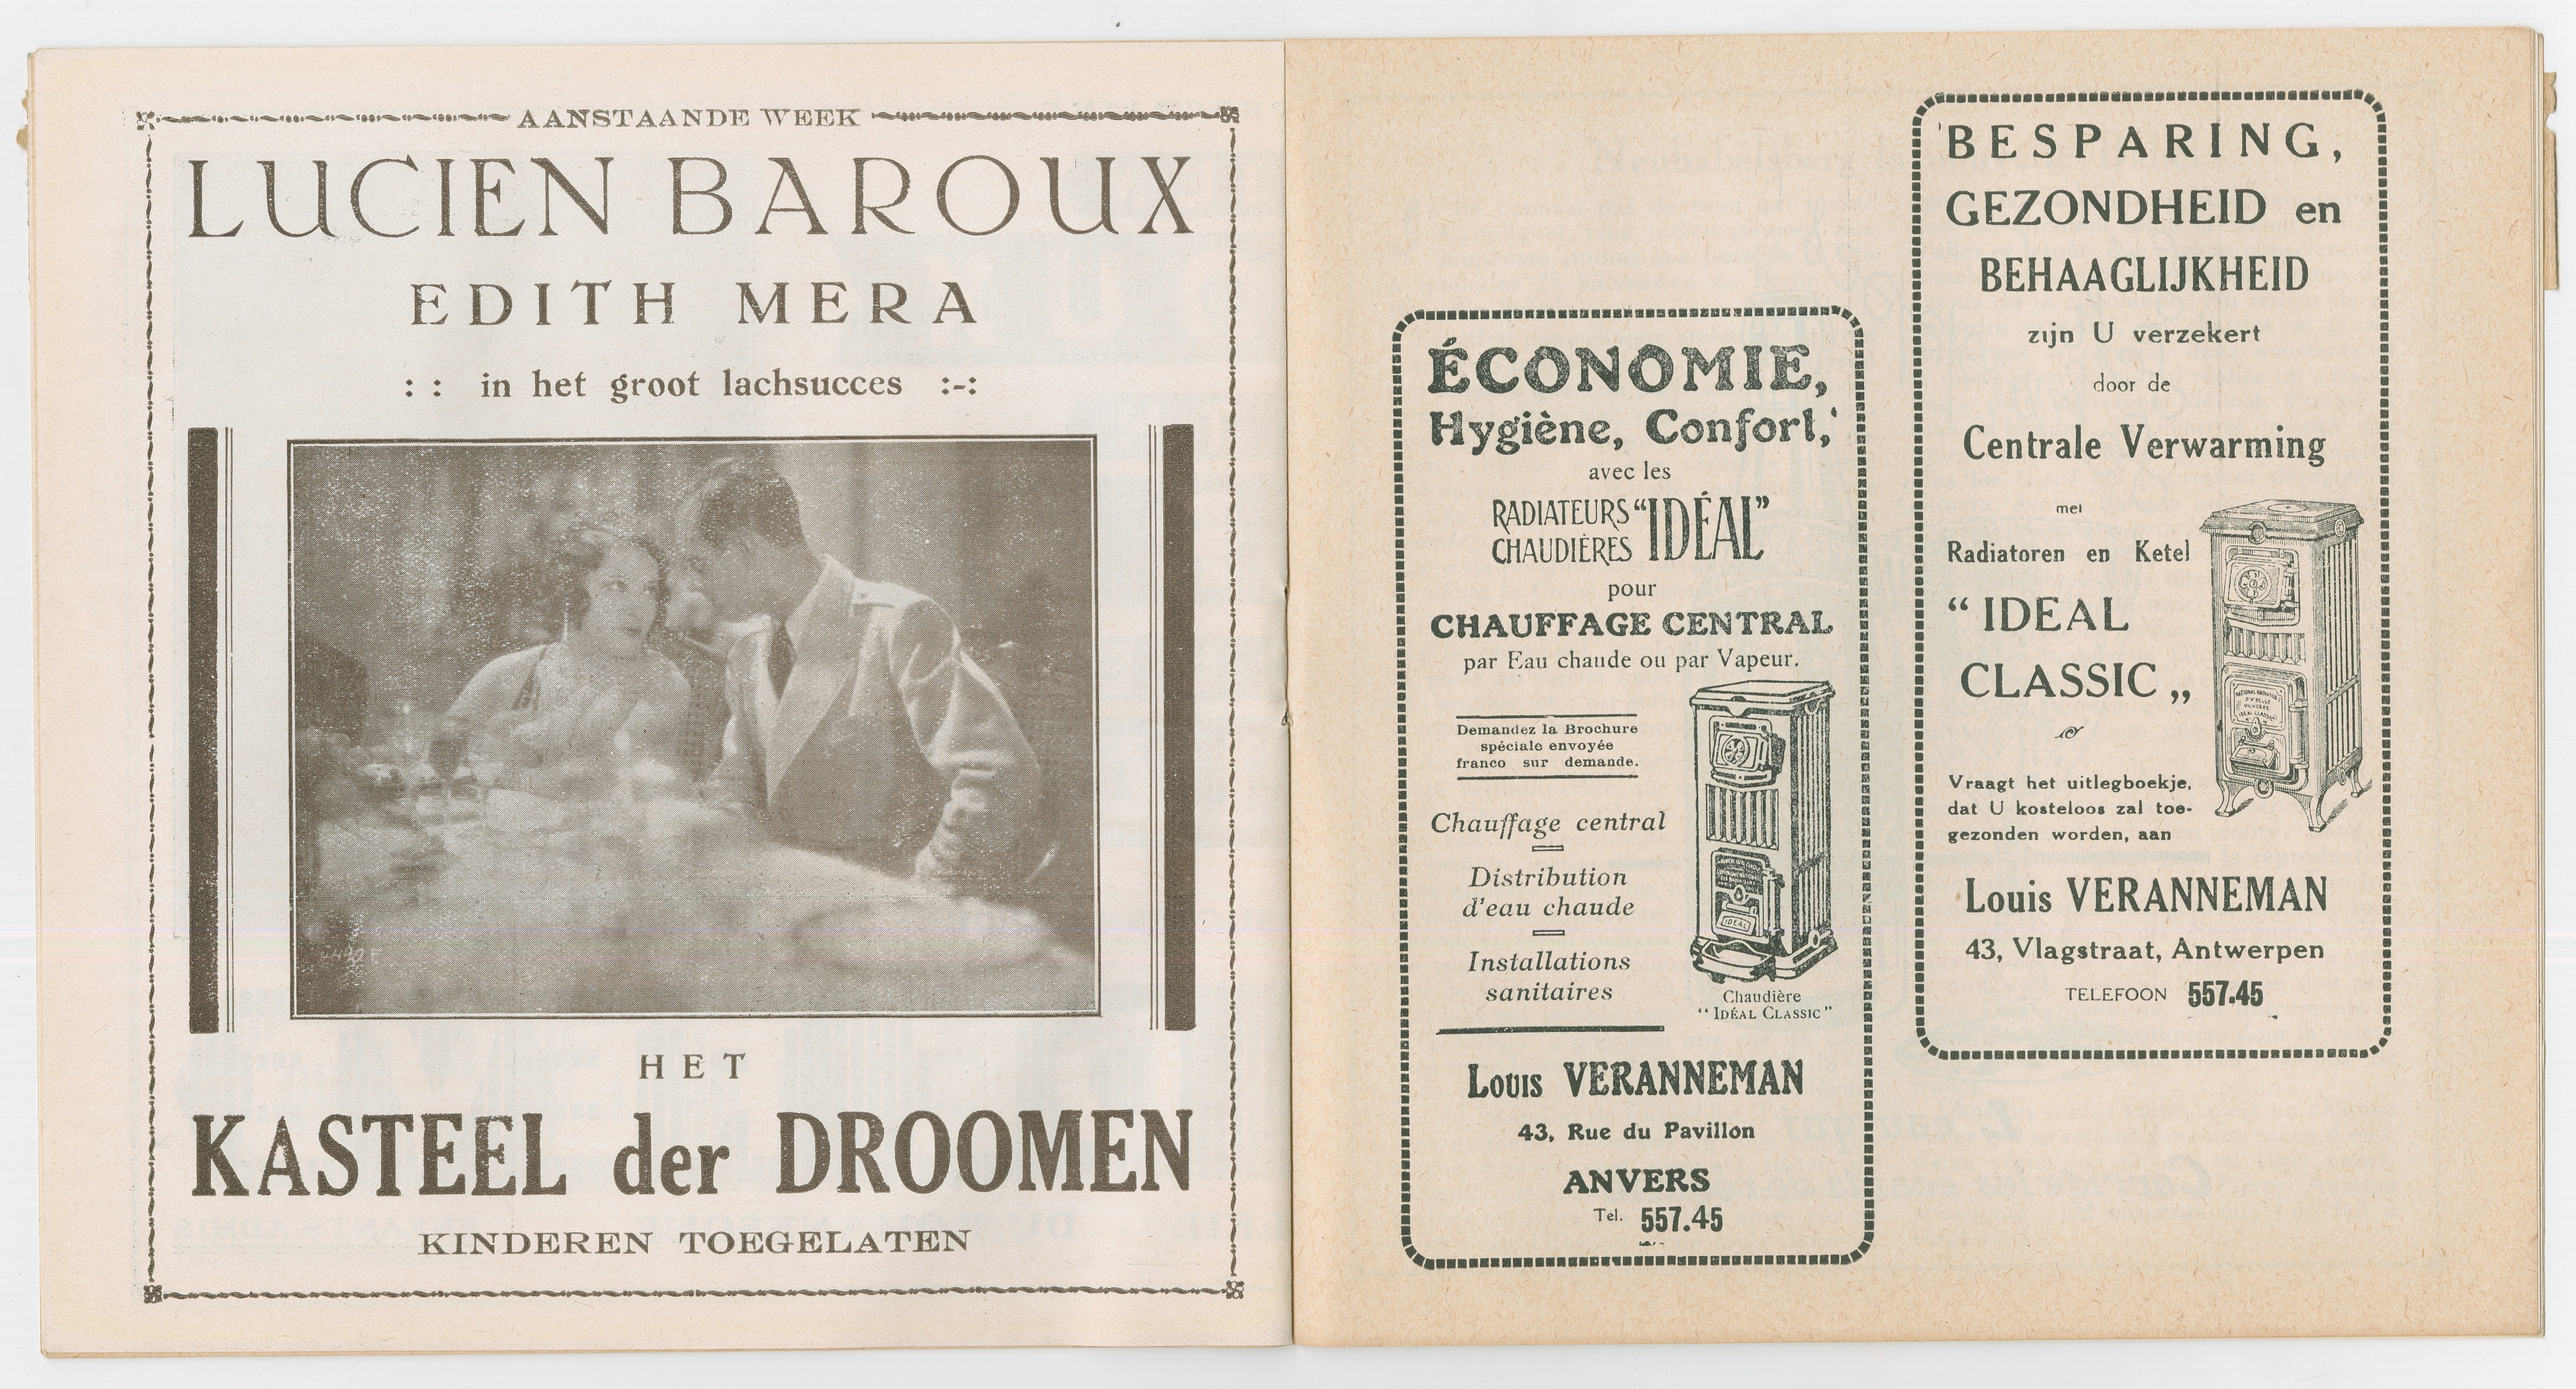 AANSTAANDE WEEK
LUCIEN BAROUX
EDITH MERA
: : in het groot lachsucces :-:
HET
KASTEEL der DROOMEN
KINDEREN TOEGELATEN
ÉCONOMIE,
Hygiène, Confort,
avec les
RADIATEURS "IDÉAL"
CHAUDIÈRES
pour
CHAUFFAGE CENTRAL
par Eau chaude ou par Vapeur.
Demandez la Brochure
spéciale envoyée
franco sur demande.
Chauffage central
Distribution
d'eau chaude
Installations
sanitaires
IDEAL
Chaudière
"IDÉAL CLASSIC"
Louis VERANNEMAN
43, Rue du Pavillon
ANVERS
Tel. 557.45
BESPARING,
GEZONDHEID en
BEHAAGLIJKHEID
zijn U verzekert
door de
Centrale Verwarming
met
Radiatoren en Ketel
"IDEAL
CLASSIC„
Vraagt het uitlegboekje,
dat U kosteloos zal toe-
gezonden worden, aan
Louis VERANNEMAN
43, Vlagstraat, Antwerpen
TELEFOON 557.45